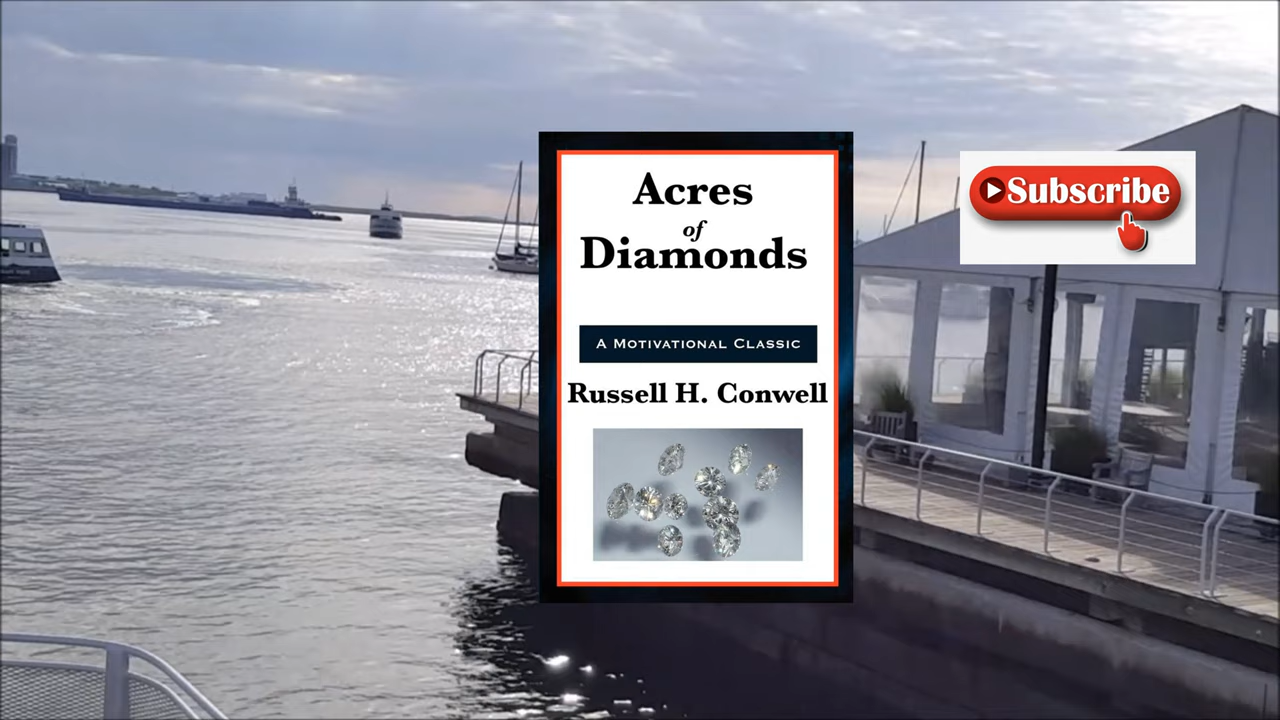 Acres
of
Diamonds
A Motivational Classic
Russell H. Conwell
Subscribe